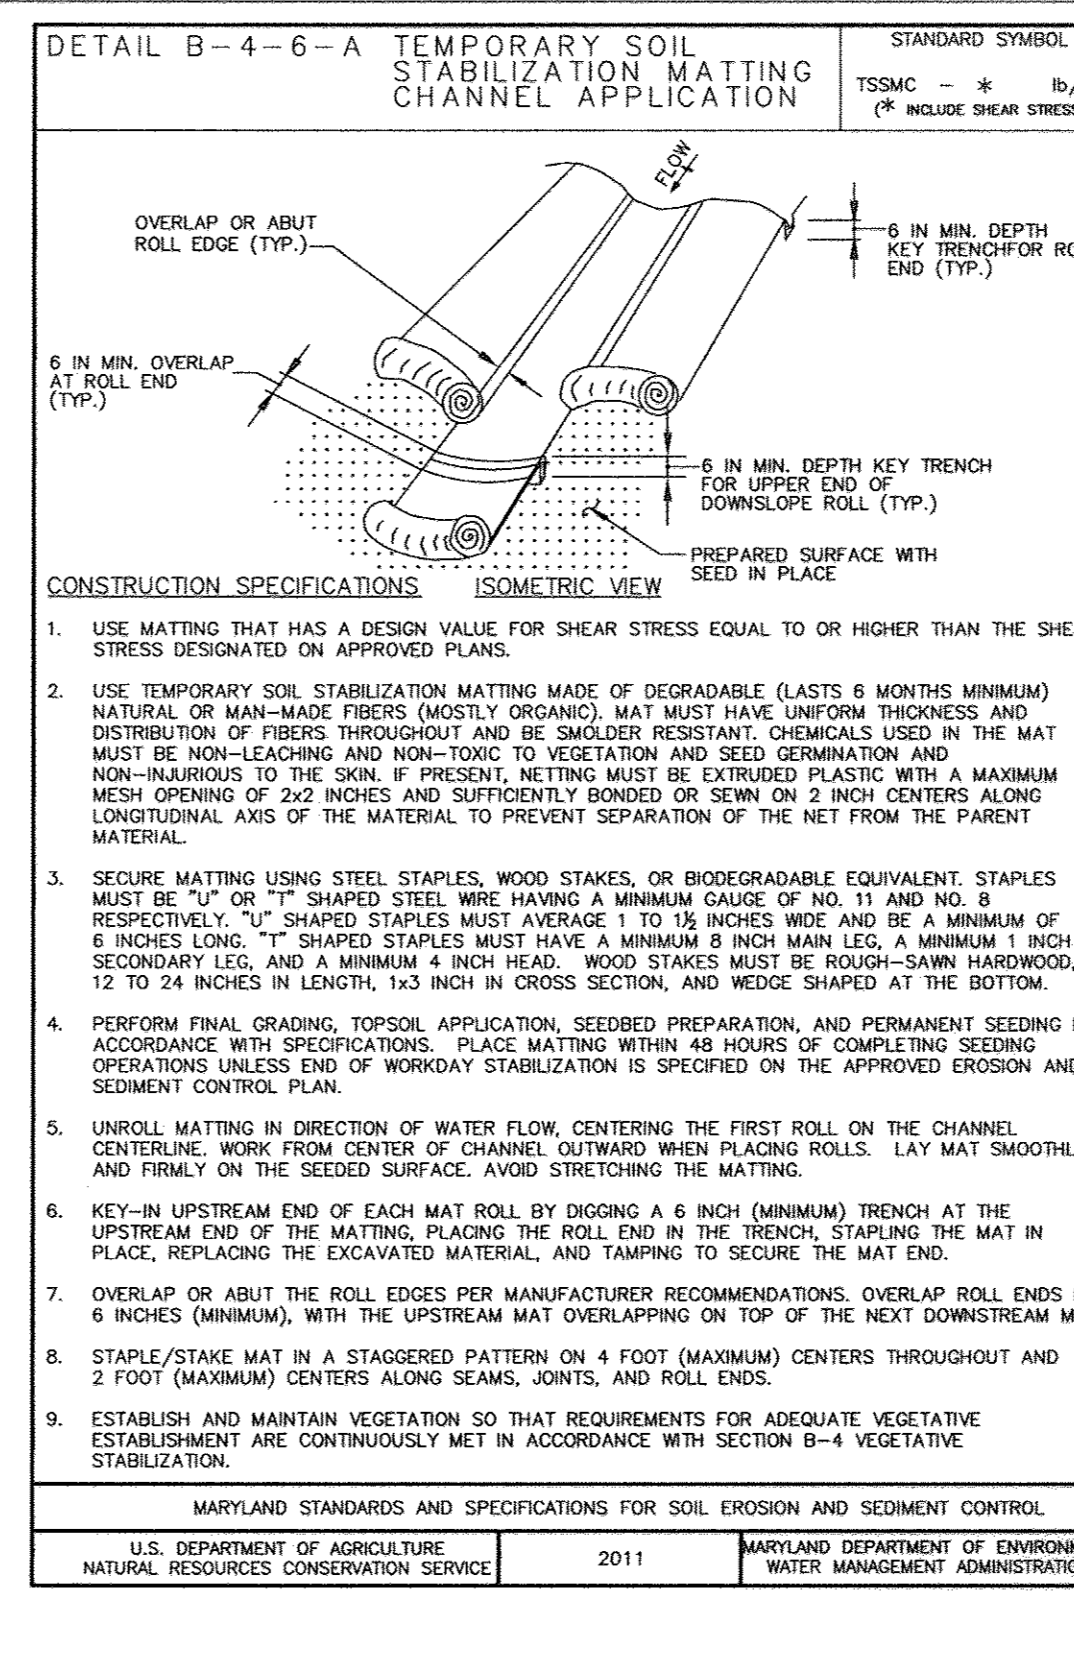 DETAIL B-4-6-A TEMPORARY SOIL
STABILIZATION MATTING
CHANNEL APPLICATION
STANDARD SYMBOL
TSSMC - * lb/
(* INCLUDE SHEAR STRESS
FLOW
OVERLAP OR ABUT
ROLL EDGE (TYP.)
6 IN MIN. DEPTH
KEY TRENCHFOR RO
END (TYP.)
6 IN MIN. OVERLAP
AT ROLL END
(TYP.)
6 IN MIN. DEPTH KEY TRENCH
FOR UPPER END OF
DOWNSLOPE ROLL (TYP.)
PREPARED SURFACE WITH
SEED IN PLACE
CONSTRUCTION SPECIFICATIONS ISOMETRIC VIEW
1. USE MATTING THAT HAS A DESIGN VALUE FOR SHEAR STRESS EQUAL TO OR HIGHER THAN THE SHE
STRESS DESIGNATED ON APPROVED PLANS.
2. USE TEMPORARY SOIL STABILIZATION MATTING MADE OF DEGRADABLE (LASTS 6 MONTHS MINIMUM)
NATURAL OR MAN-MADE FIBERS (MOSTLY ORGANIC). MAT MUST HAVE UNIFORM THICKNESS AND
DISTRIBUTION OF FIBERS THROUGHOUT AND BE SMOLDER RESISTANT. CHEMICALS USED IN THE MAT
MUST BE NON-LEACHING AND NON-TOXIC TO VEGETATION AND SEED GERMINATION AND
NON-INJURIOUS TO THE SKIN. IF PRESENT, NETTING MUST BE EXTRUDED PLASTIC WITH A MAXIMUM
MESH OPENING OF 2x2 INCHES AND SUFFICIENTLY BONDED OR SEWN ON 2 INCH CENTERS ALONG
LONGITUDINAL AXIS OF THE MATERIAL TO PREVENT SEPARATION OF THE NET FROM THE PARENT
MATERIAL.
3. SECURE MATTING USING STEEL STAPLES, WOOD STAKES, OR BIODEGRADABLE EQUIVALENT. STAPLES
MUST BE "U" OR "T" SHAPED STEEL WIRE HAVING A MINIMUM GAUGE OF NO. 11 AND NO. 8
RESPECTIVELY. "U" SHAPED STAPLES MUST AVERAGE 1 TO 1½ INCHES WIDE AND BE A MINIMUM OF
6 INCHES LONG. "T" SHAPED STAPLES MUST HAVE A MINIMUM 8 INCH MAIN LEG, A MINIMUM 1 INCH
SECONDARY LEG, AND A MINIMUM 4 INCH HEAD. WOOD STAKES MUST BE ROUGH-SAWN HARDWOOD,
12 TO 24 INCHES IN LENGTH, 1x3 INCH IN CROSS SECTION, AND WEDGE SHAPED AT THE BOTTOM.
4. PERFORM FINAL GRADING, TOPSOIL APPLICATION, SEEDBED PREPARATION, AND PERMANENT SEEDING
ACCORDANCE WITH SPECIFICATIONS. PLACE MATTING WITHIN 48 HOURS OF COMPLETING SEEDING
OPERATIONS UNLESS END OF WORKDAY STABILIZATION IS SPECIFIED ON THE APPROVED EROSION AND
SEDIMENT CONTROL PLAN.
5. UNROLL MATTING IN DIRECTION OF WATER FLOW, CENTERING THE FIRST ROLL ON THE CHANNEL
CENTERLINE. WORK FROM CENTER OF CHANNEL OUTWARD WHEN PLACING ROLLS. LAY MAT SMOOTHL
AND FIRMLY ON THE SEEDED SURFACE. AVOID STRETCHING THE MATTING.
6. KEY-IN UPSTREAM END OF EACH MAT ROLL BY DIGGING A 6 INCH (MINIMUM) TRENCH AT THE
UPSTREAM END OF THE MATTING, PLACING THE ROLL END IN THE TRENCH, STAPLING THE MAT IN
PLACE, REPLACING THE EXCAVATED MATERIAL, AND TAMPING TO SECURE THE MAT END.
7. OVERLAP OR ABUT THE ROLL EDGES PER MANUFACTURER RECOMMENDATIONS. OVERLAP ROLL ENDS
6 INCHES (MINIMUM), WITH THE UPSTREAM MAT OVERLAPPING ON TOP OF THE NEXT DOWNSTREAM M
8. STAPLE/STAKE MAT IN A STAGGERED PATTERN ON 4 FOOT (MAXIMUM) CENTERS THROUGHOUT AND
2 FOOT (MAXIMUM) CENTERS ALONG SEAMS, JOINTS, AND ROLL ENDS.
9. ESTABLISH AND MAINTAIN VEGETATION SO THAT REQUIREMENTS FOR ADEQUATE VEGETATIVE
ESTABLISHMENT ARE CONTINUOUSLY MET IN ACCORDANCE WITH SECTION B-4 VEGETATIVE
STABILIZATION.
MARYLAND STANDARDS AND SPECIFICATIONS FOR SOIL EROSION AND SEDIMENT CONTROL
U.S. DEPARTMENT OF AGRICULTURE
NATURAL RESOURCES CONSERVATION SERVICE
2011
MARYLAND DEPARTMENT OF ENVIRONM
WATER MANAGEMENT ADMINISTRATIO